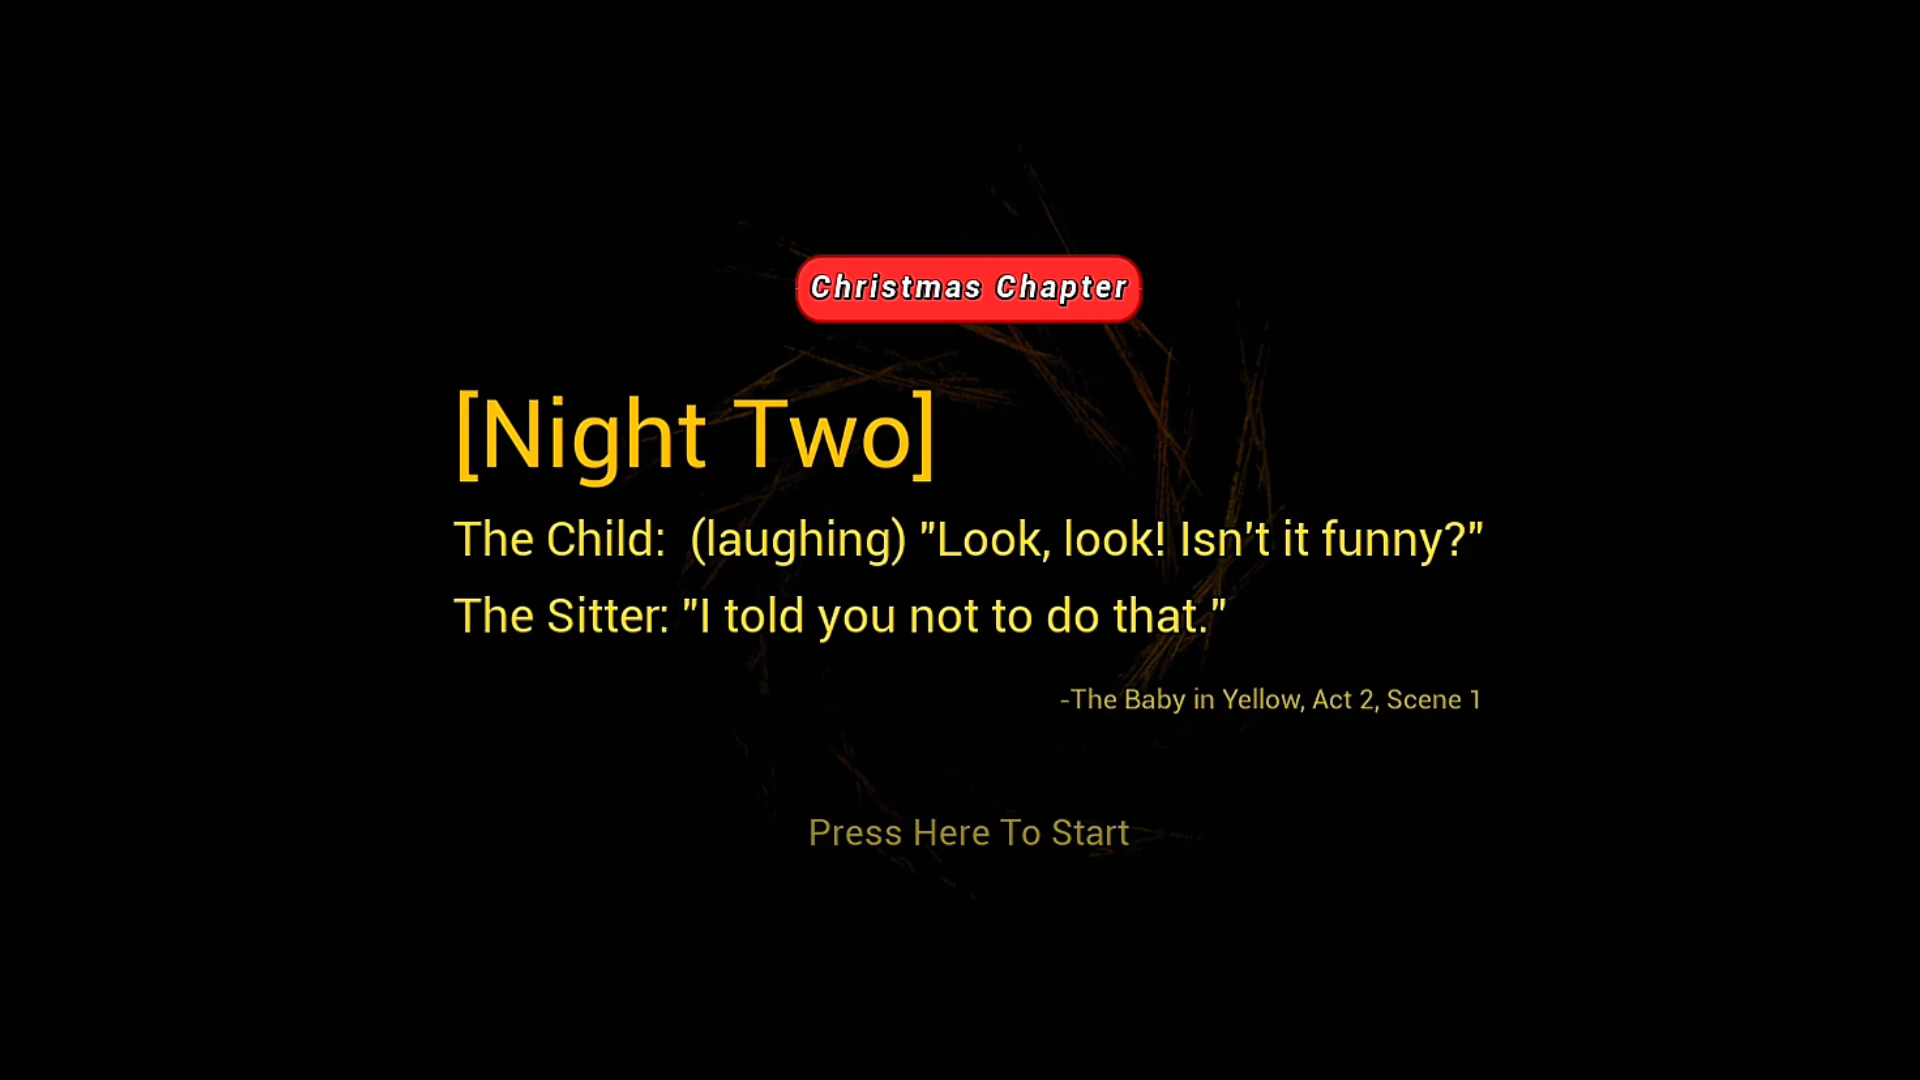 Christmas Chapter
[Night Two]
The Child:  (laughing) "Look, look! Isn't it funny?"
The Sitter: "I told you not to do that."
-The Baby in Yellow, Act 2, Scene 1
Press Here To Start